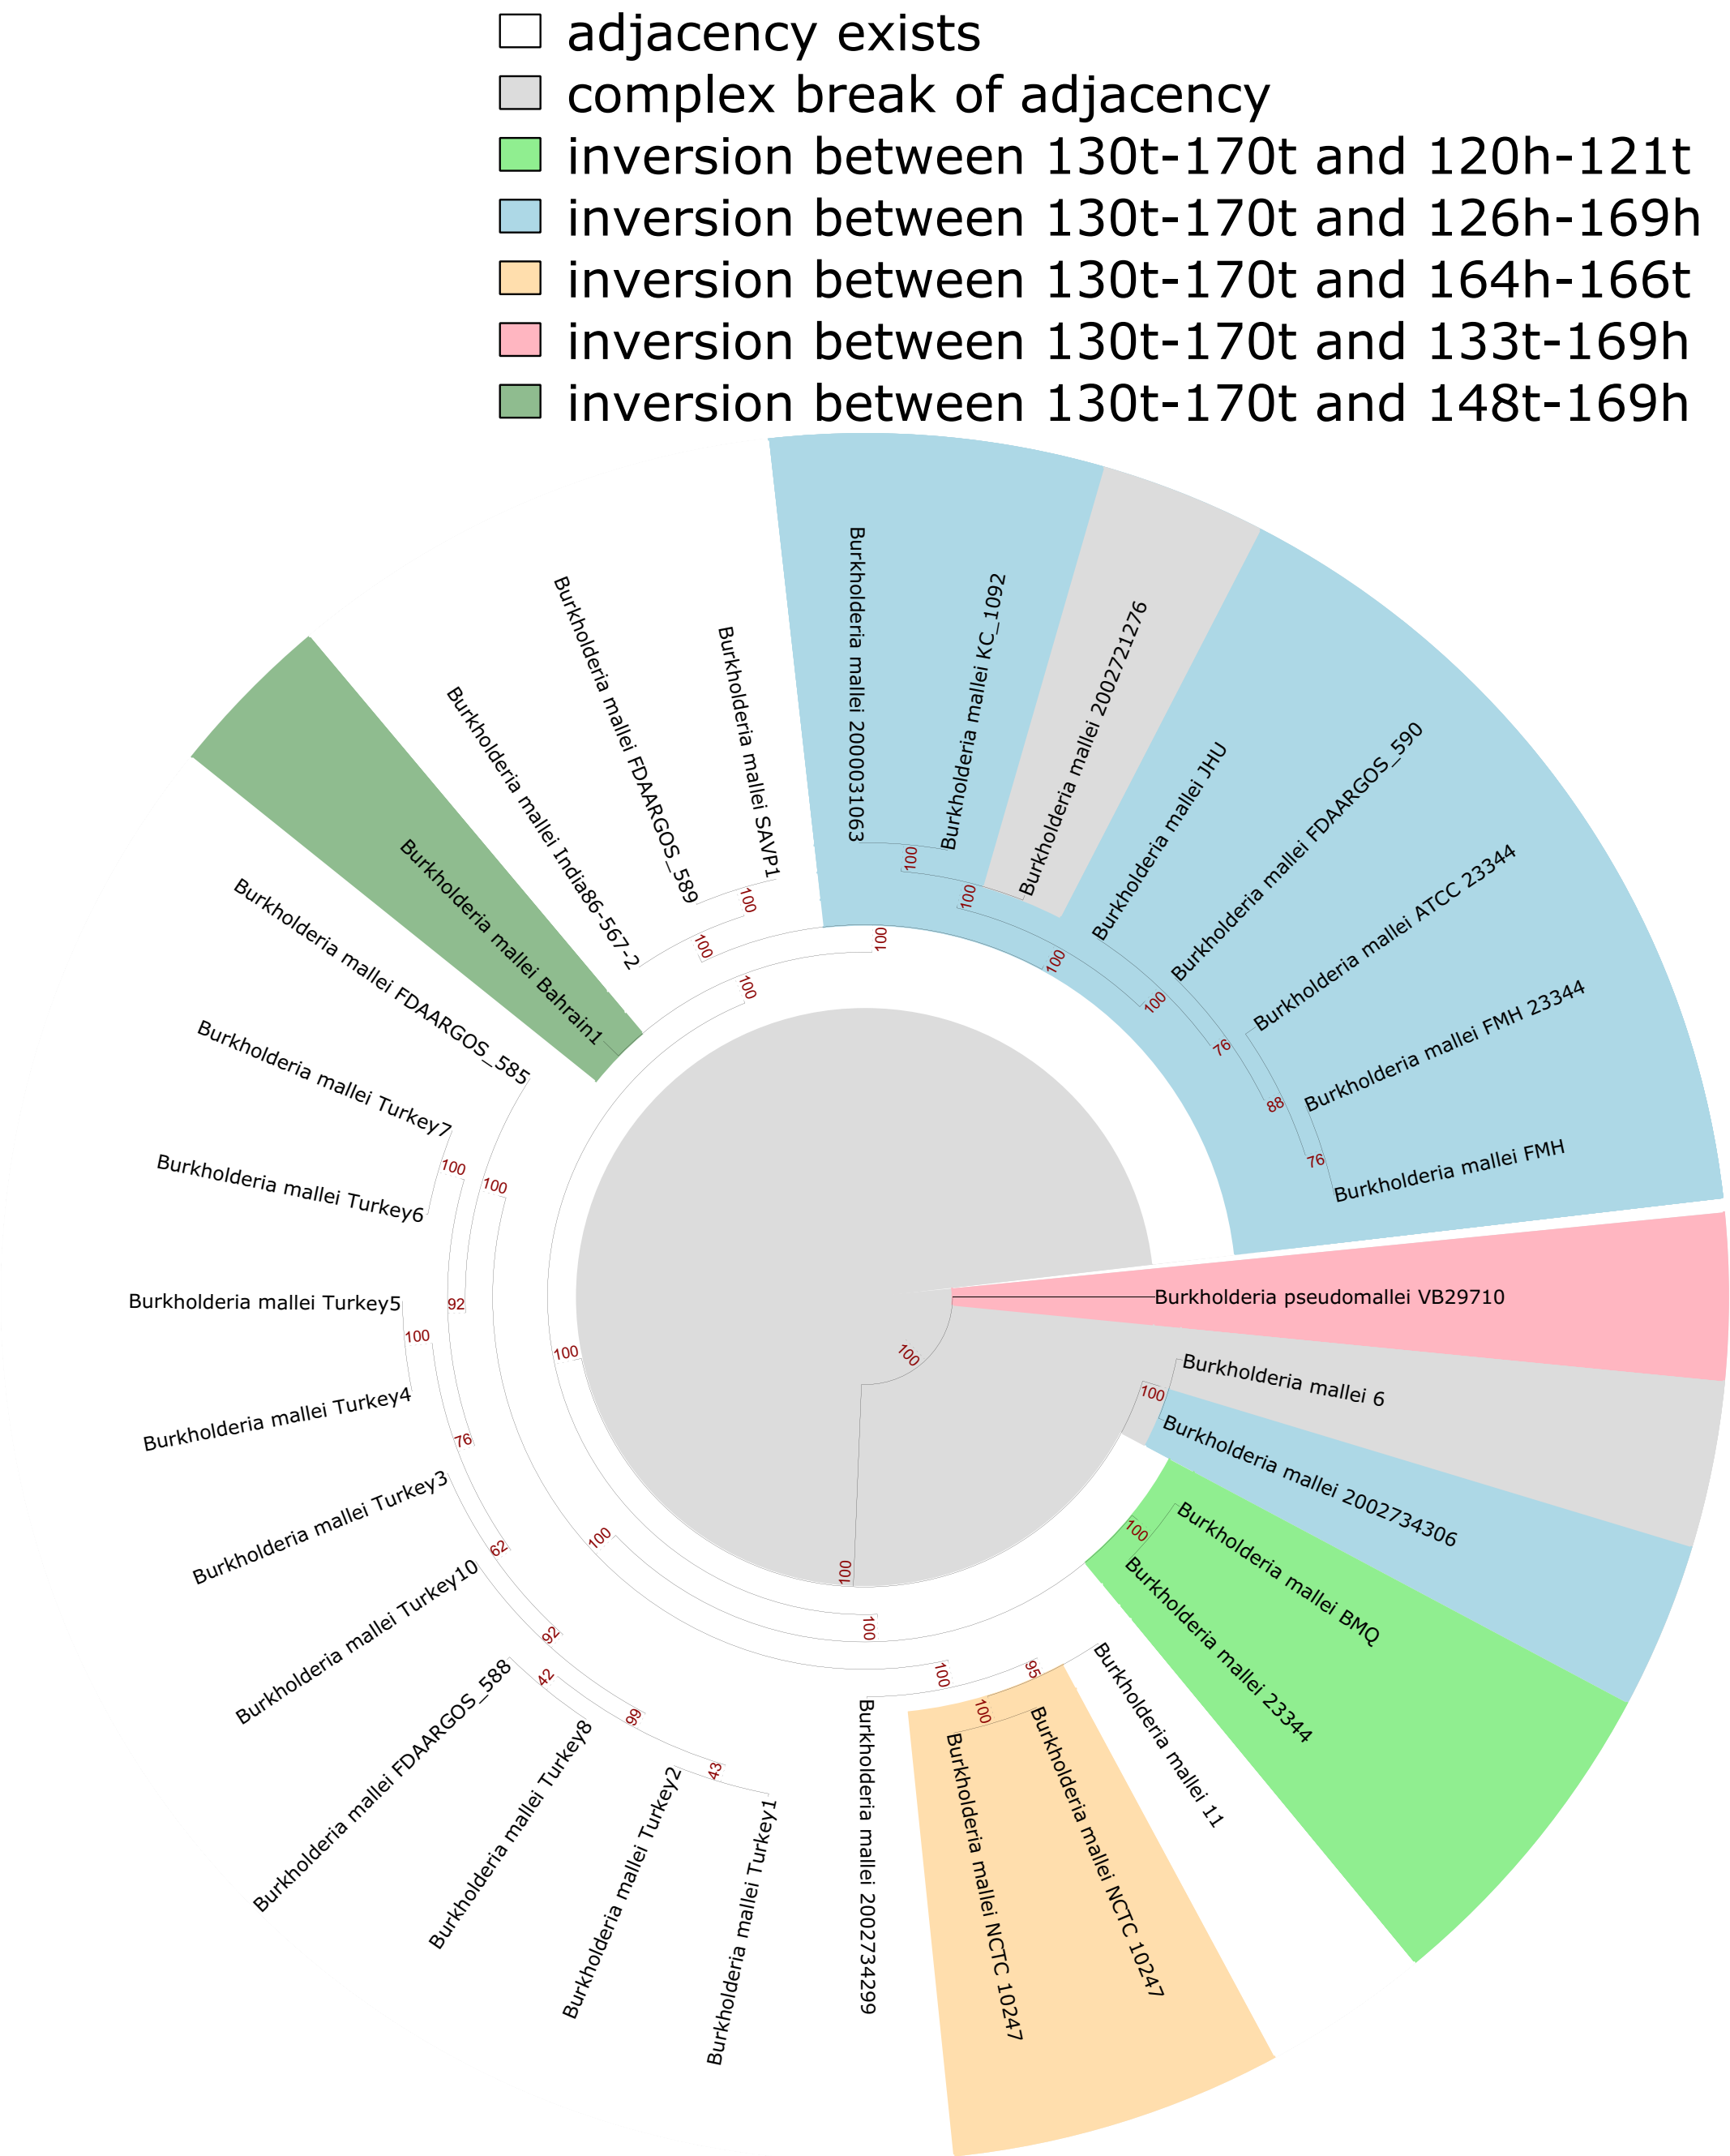 adjacency exists
complex break of adjacency
inversion between 130t-170t and 120h-121t
inversion between 130t-170t and 126h-169h
inversion between 130t-170t and 164h-166t
inversion between 130t-170t and 133t-169h
inversion between 130t-170t and 148t-169h
Burkholderia mallei 2000031063
Burkholderia mallei KC_1092
Burkholderia mallei 2002721276
Burkholderia mallei JHU
Burkholderia mallei FDAARGOS_590
Burkholderia mallei ATCC 23344
Burkholderia mallei FMH 23344
Burkholderia mallei FMH
Burkholderia pseudomallei VB29710
Burkholderia mallei 6
Burkholderia mallei 2002734306
Burkholderia mallei BMQ
Burkholderia mallei 23344
Burkholderia mallei 11
Burkholderia mallei NCTC 10247
Burkholderia mallei NCTC 10247
Burkholderia mallei 2002734299
Burkholderia mallei Turkey1
Burkholderia mallei Turkey2
Burkholderia mallei Turkey8
Burkholderia mallei FDAARGOS_588
Burkholderia mallei Turkey10
Burkholderia mallei Turkey3
Burkholderia mallei Turkey4
Burkholderia mallei Turkey5
Burkholderia mallei Turkey6
Burkholderia mallei Turkey7
Burkholderia mallei FDAARGOS_585
Burkholderia mallei Bahrain1
Burkholderia mallei India86-567-2
Burkholderia mallei FDAARGOS_589
Burkholderia mallei SAVP1
100
100
100
100
76
88
76
100
100
100
100
100
100
100
100
95
100
100
100
100
100
100
92
100
76
62
92
42
99
43
100
100